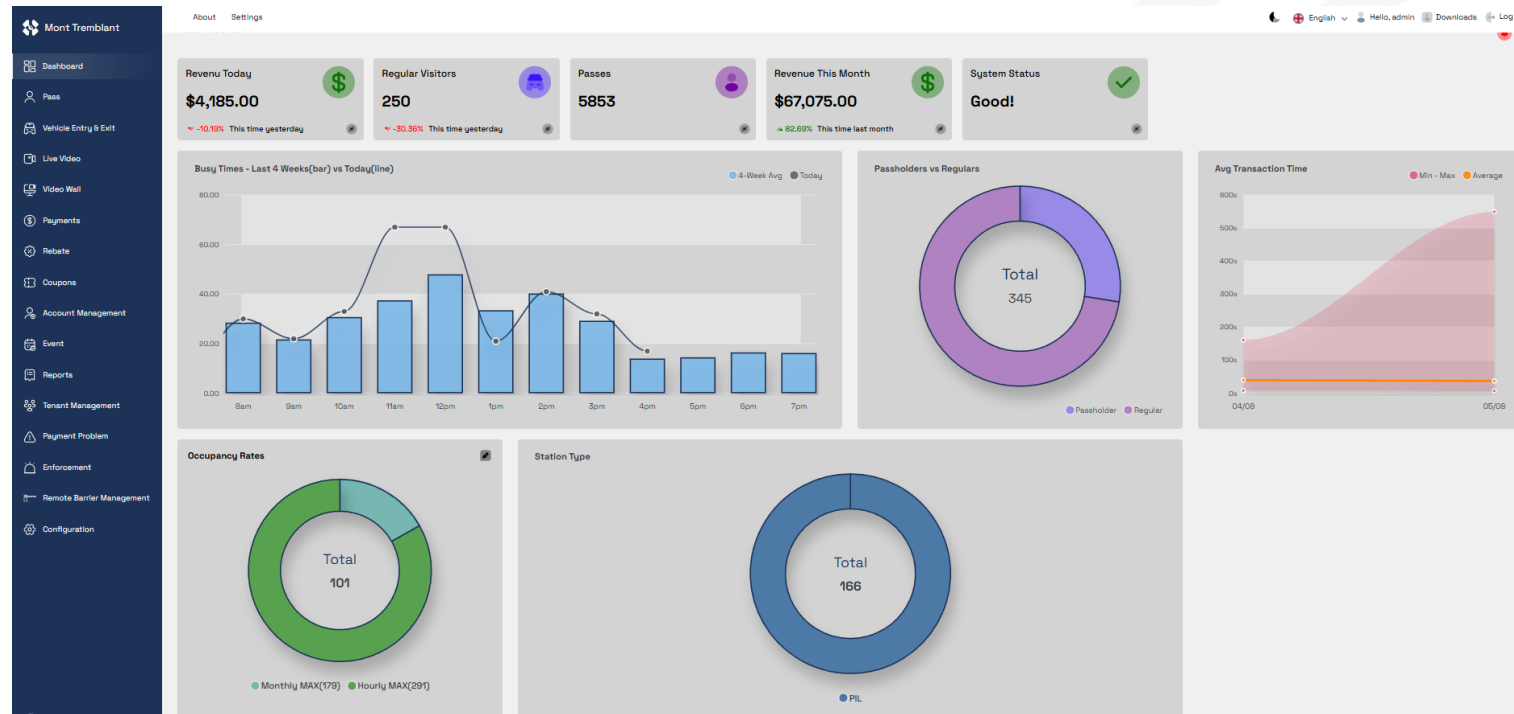 Mont Tremblant
About Settings
English Hello, admin Downloads Log
Dashboard
Pass
Vehicle Entry & Exit
Live Video
Video Wall
Payments
Rebate
Coupons
Account Management
Event
Reports
Tenant Management
Payment Problem
Enforcement
Remote Barrier Management
Configuration
Revenu Today
$4,185.00
-10.19% This time yesterday
Regular Visitors
250
-30.36% This time yesterday
Passes
5853
Revenue This Month
$67,075.00
82.69% This time last month
System Status
Good!
Busy Times - Last 4 Weeks(bar) vs Today(line)
4-Week Avg Today
80.00
60.00
40.00
20.00
0.00
8am 9am 10am 11am 12pm 1pm 2pm 3pm 4pm 5pm 6pm 7pm
Passholders vs Regulars
Total
345
Passholder Regular
Avg Transaction Time
Min - Max Average
600s
500s
400s
300s
200s
100s
0s
04/08 05/08
Occupancy Rates
Total
101
Monthly MAX(179) Hourly MAX(291)
Station Type
Total
166
PIL